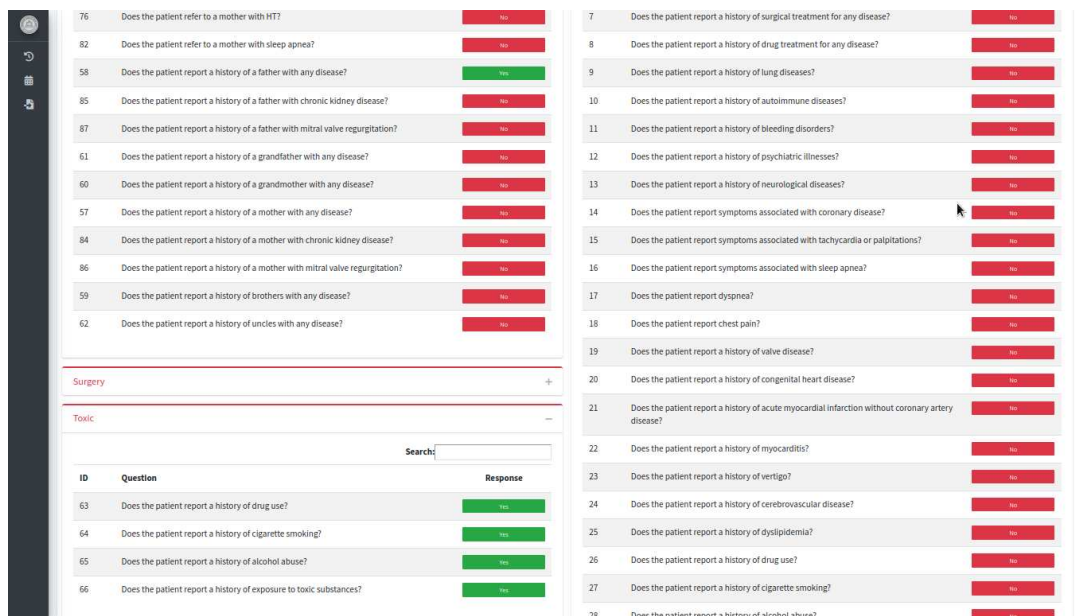 76 Does the patient refer to a mother with HT? No
82 Does the patient refer to a mother with sleep apnea? No
58 Does the patient report a history of a father with any disease? Yes
85 Does the patient report a history of a father with chronic kidney disease? No
87 Does the patient report a history of a father with mitral valve regurgitation? No
61 Does the patient report a history of a grandfather with any disease? No
60 Does the patient report a history of a grandmother with any disease? No
57 Does the patient report a history of a mother with any disease? No
84 Does the patient report a history of a mother with chronic kidney disease? No
86 Does the patient report a history of a mother with mitral valve regurgitation? No
59 Does the patient report a history of brothers with any disease? No
62 Does the patient report a history of uncles with any disease? No
Surgery +
Toxic −
Search:
ID Question Response
63 Does the patient report a history of drug use? Yes
64 Does the patient report a history of cigarette smoking? Yes
65 Does the patient report a history of alcohol abuse? Yes
66 Does the patient report a history of exposure to toxic substances? Yes
7 Does the patient report a history of surgical treatment for any disease? No
8 Does the patient report a history of drug treatment for any disease? No
9 Does the patient report a history of lung diseases? No
10 Does the patient report a history of autoimmune diseases? No
11 Does the patient report a history of bleeding disorders? No
12 Does the patient report a history of psychiatric illnesses? No
13 Does the patient report a history of neurological diseases? No
14 Does the patient report symptoms associated with coronary disease? No
15 Does the patient report symptoms associated with tachycardia or palpitations? No
16 Does the patient report symptoms associated with sleep apnea? No
17 Does the patient report dyspnea? No
18 Does the patient report chest pain? No
19 Does the patient report a history of valve disease? No
20 Does the patient report a history of congenital heart disease? No
21 Does the patient report a history of acute myocardial infarction without coronary artery No
disease?
22 Does the patient report a history of myocarditis? No
23 Does the patient report a history of vertigo? No
24 Does the patient report a history of cerebrovascular disease? No
25 Does the patient report a history of dyslipidemia? No
26 Does the patient report a history of drug use? No
27 Does the patient report a history of cigarette smoking? No
28 Does the patient report a history of alcohol abuse?